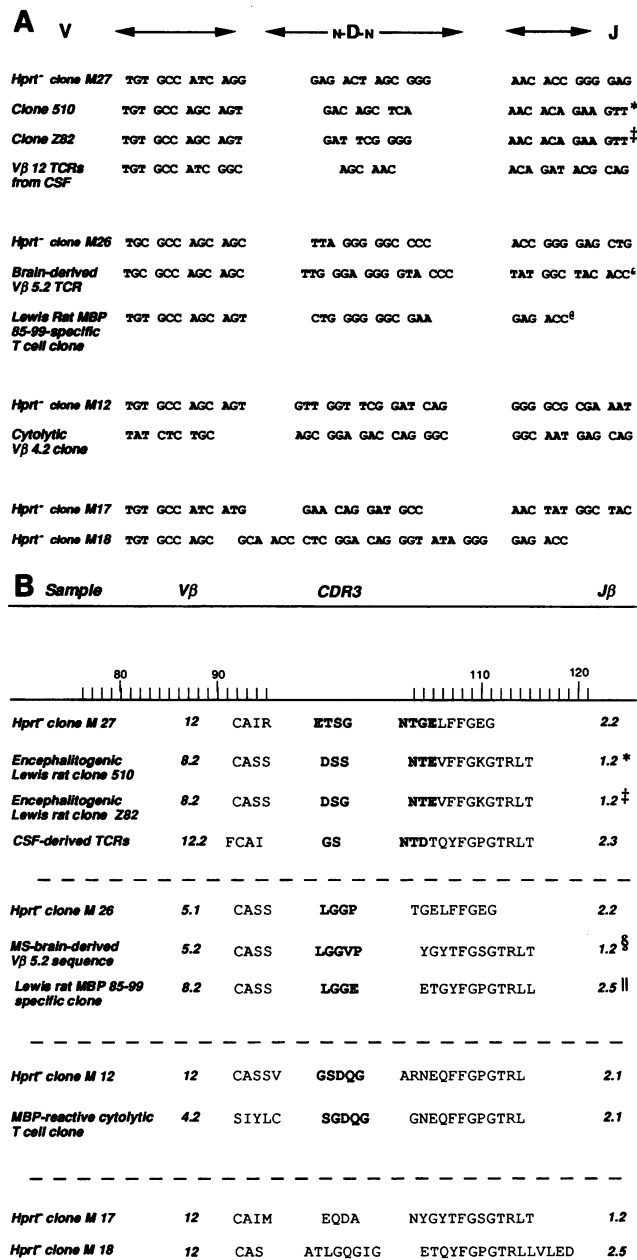 A V N-D-N J
Hprt⁻ clone M27 TGT GCC ATC AGG GAG ACT AGC GGG AAC ACC GGG GAG
Clone 510 TGT GCC AGC AGT GAC AGC TCA AAC ACA GAA GTT*
Clone Z82 TGT GCC AGC AGT GAT TCG GGG AAC ACA GAA GTT‡
Vβ 12 TCRs TGT GCC ATC GGC AGC AAC ACA GAT ACG CAG
from CSF
Hprt⁻ clone M26 TGC GCC AGC AGC TTA GGG GGC CCC ACC GGG GAG CTG
Brain-derived TGC GCC AGC AGC TTG GGA GGG GTA CCC TAT GGC TAC ACC
Vβ 5.2 TCR
Lewis Rat MBP TGT GCC AGC AGT CTG GGG GGC GAA GAG ACC@
85-99-specific
T cell clone
Hprt⁻ clone M12 TGT GCC AGC AGT GTT GGT TCG GAT CAG GGG GCG CGA AAT
Cytolytic TAT CTC TGC AGC GGA GAC CAG GGC GGC AAT GAG CAG
Vβ 4.2 clone
Hprt⁻ clone M17 TGT GCC ATC ATG GAA CAG GAT GCC AAC TAT GGC TAC
Hprt⁻ clone M18 TGT GCC AGC GCA ACC CTC GGA CAG GGT ATA GGG GAG ACC
B Sample Vβ CDR3 Jβ
80 90 110 120
Hprt⁻ clone M 27 12 CAIR ETSG NTGELFFGEG 2.2
Encephalitogenic 8.2 CASS DSS NTEVFFGKGTRLT 1.2 *
Lewis rat clone 510
Encephalitogenic 8.2 CASS DSG NTEVFFGKGTRLT 1.2 ‡
Lewis rat clone Z82
CSF-derived TCRs 12.2 FCAI GS NTDTQYFGPGTRLT 2.3
Hprt⁻ clone M 26 5.1 CASS LGGP TGELFFGEG 2.2
MS-brain-derived 5.2 CASS LGGVP YGYTFGSGTRLT 1.2 §
Vβ 5.2 sequence
Lewis rat MBP 85-99 8.2 CASS LGGE ETGYFGPGTRLL 2.5 ||
specific clone
Hprt⁻ clone M 12 12 CASSV GSDQG ARNEQFFGPGTRL 2.1
MBP-reactive cytolytic 4.2 SIYLC SGDQG GNEQFFGPGTRL 2.1
T cell clone
Hprt⁻ clone M 17 12 CAIM EQDA NYGYTFGSGTRLT 1.2
Hprt⁻ clone M 18 12 CAS ATLGQGIG ETQYFGPGTRLLVLED 2.5